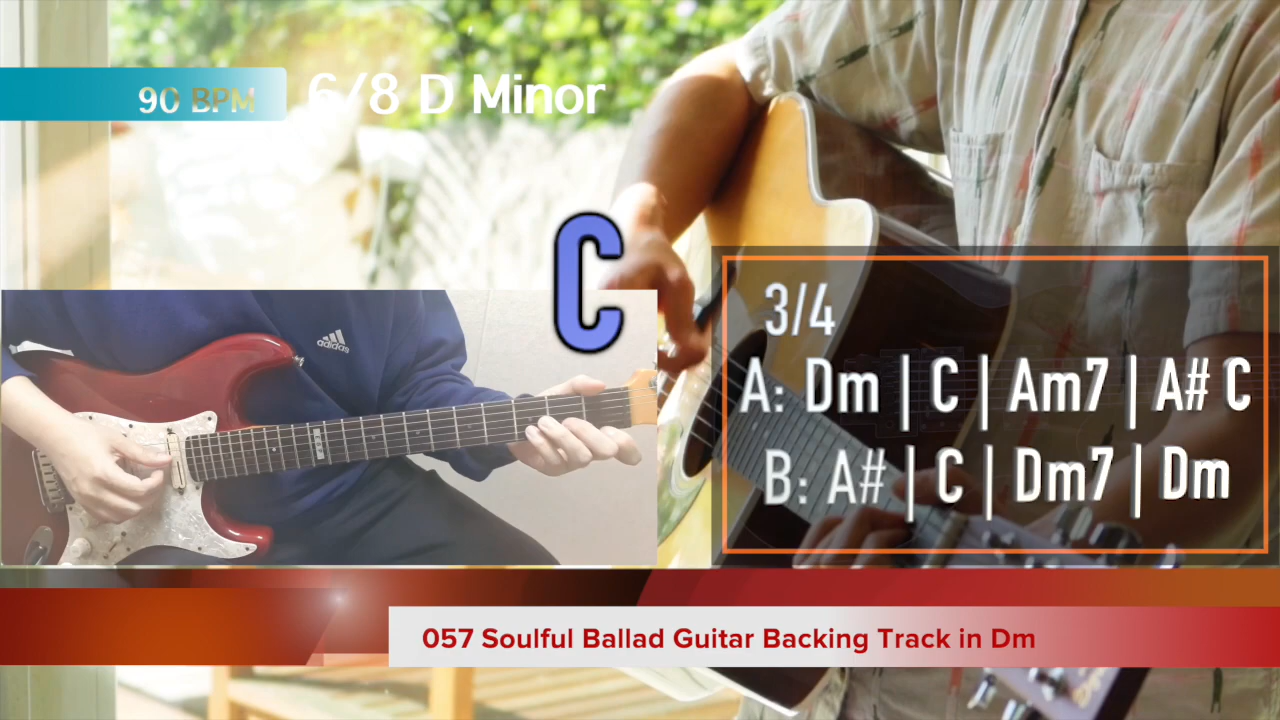 90 BPM
6/8 D Minor
C
adidas
3/4
A: Dm | C | Am7 | A# C
B: A# | C | Dm7 | Dm
057 Soulful Ballad Guitar Backing Track in Dm